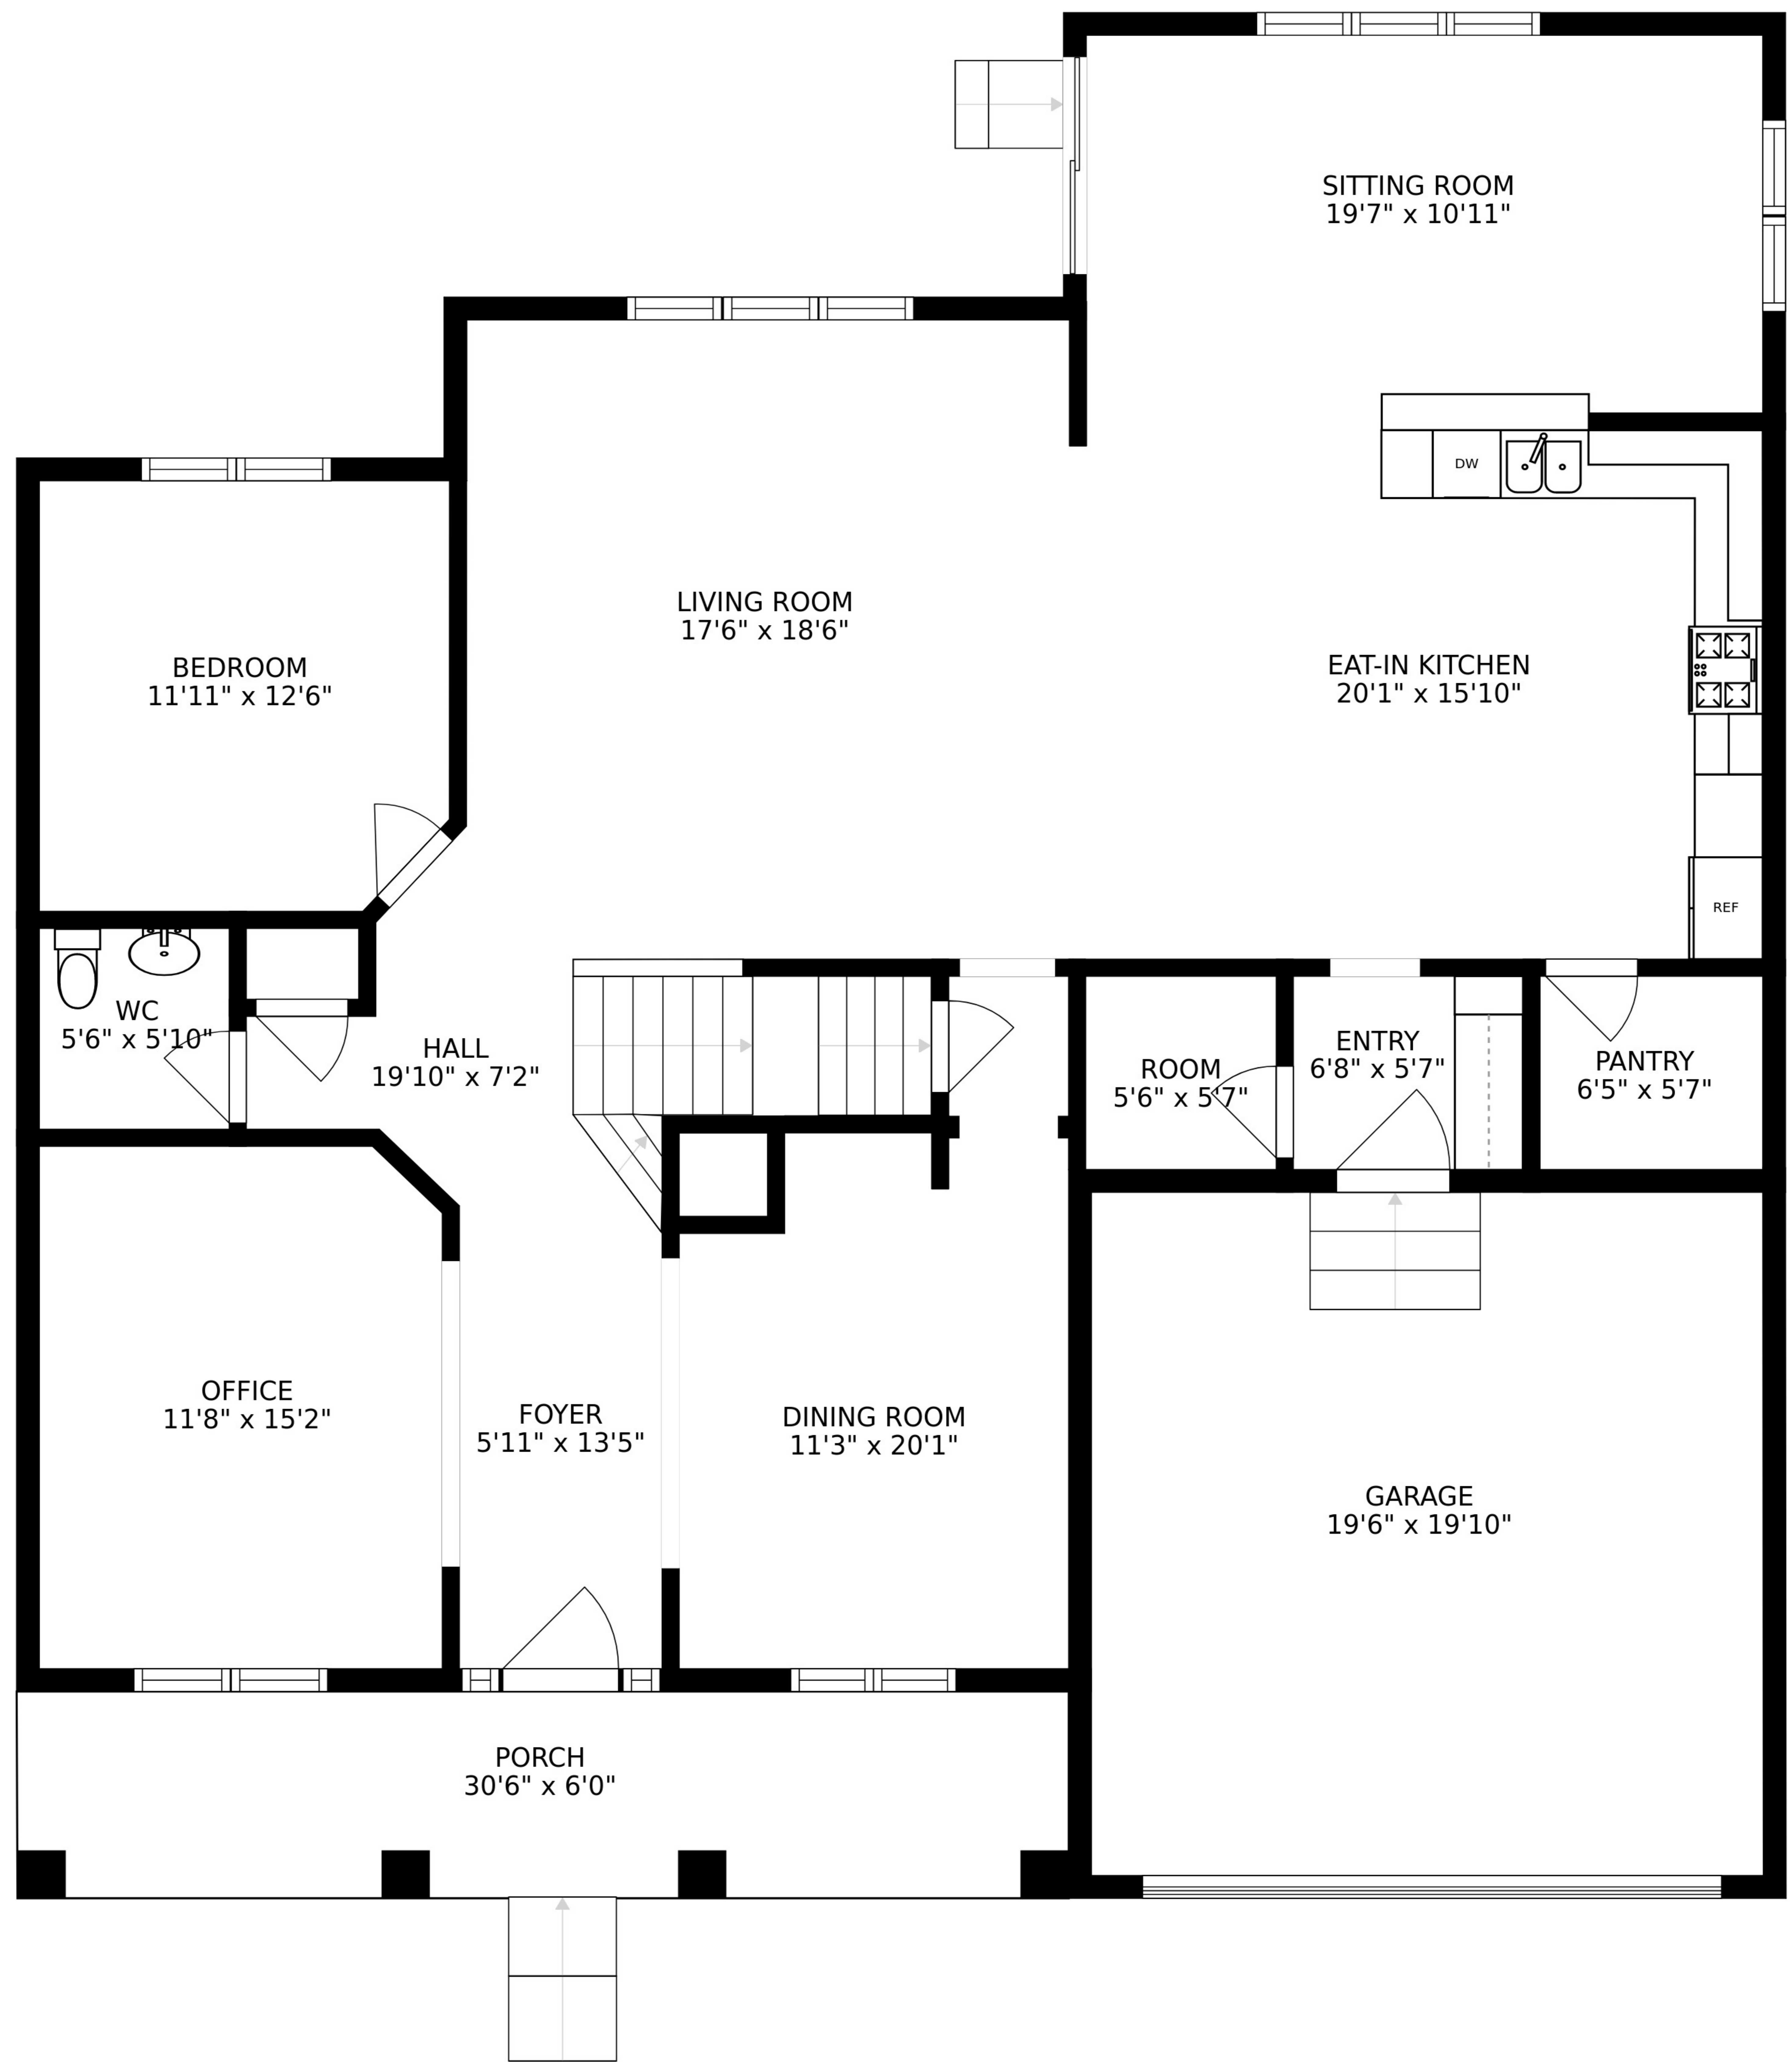 SITTING ROOM
19'7" x 10'11"
DW
LIVING ROOM
17'6" x 18'6"
EAT-IN KITCHEN
20'1" x 15'10"
BEDROOM
11'11" x 12'6"
REF
WC
5'6" x 5'10"
HALL
19'10" x 7'2"
ROOM
5'6" x 5'7"
ENTRY
6'8" x 5'7"
PANTRY
6'5" x 5'7"
OFFICE
11'8" x 15'2"
FOYER
5'11" x 13'5"
DINING ROOM
11'3" x 20'1"
GARAGE
19'6" x 19'10"
PORCH
30'6" x 6'0"